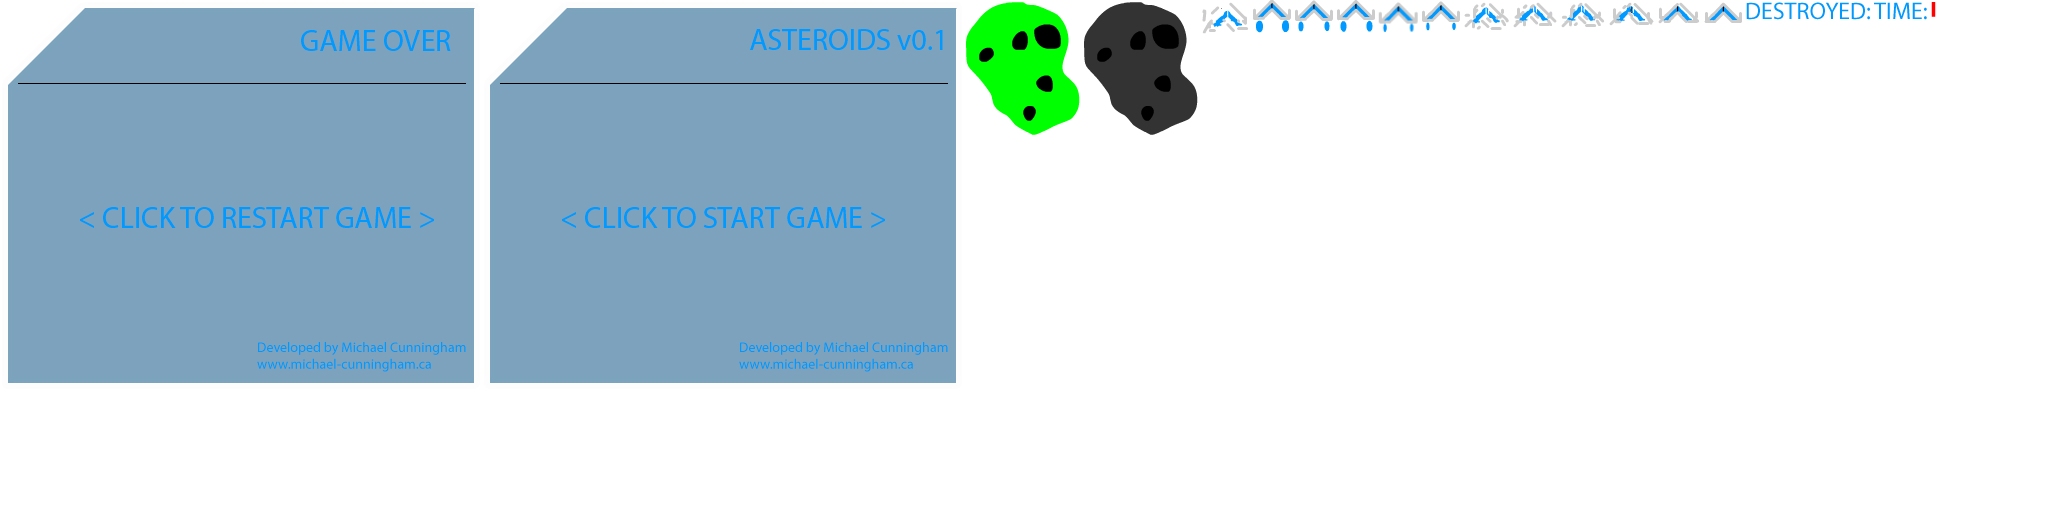 GAME OVER
< CLICK TO RESTART GAME >
Developed by Michael Cunningham
www.michael-cunningham.ca
ASTEROIDS v0.1
< CLICK TO START GAME >
Developed by Michael Cunningham
www.michael-cunningham.ca
DESTROYED: TIME: